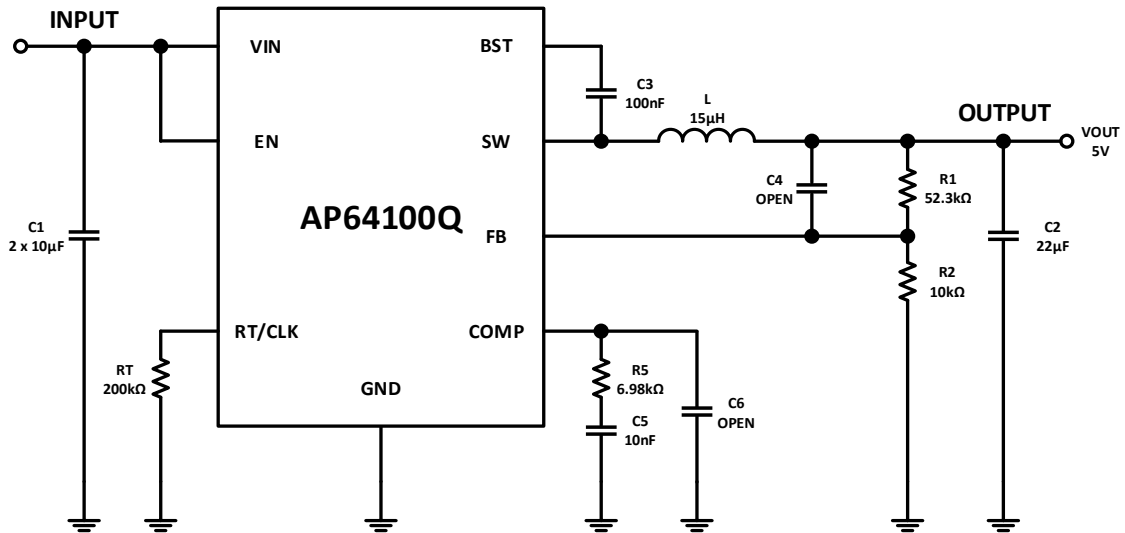 INPUT
VIN
BST
C3
100nF
L
15µH
OUTPUT
VOUT
5V
EN
SW
C4
OPEN
R1
52.3kΩ
AP64100Q
FB
C1
2 x 10µF
C2
22µF
R2
10kΩ
RT/CLK
COMP
RT
200kΩ
GND
R5
6.98kΩ
C6
OPEN
C5
10nF